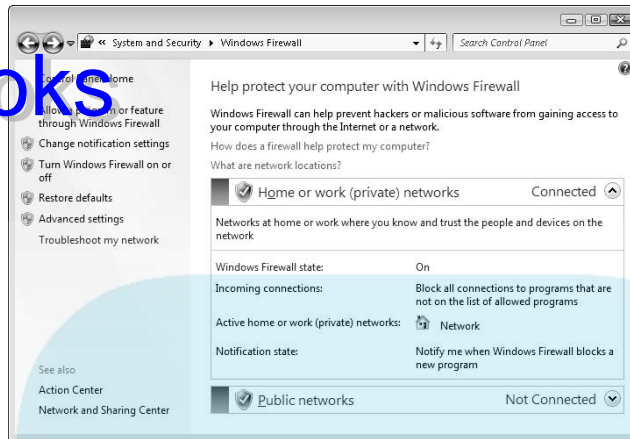 « System and Security ▸ Windows Firewall
Search Control Panel
oks
Control Panel Home
Allow a program or feature
through Windows Firewall
Change notification settings
Turn Windows Firewall on or
off
Restore defaults
Advanced settings
Troubleshoot my network
See also
Action Center
Network and Sharing Center
Help protect your computer with Windows Firewall
Windows Firewall can help prevent hackers or malicious software from gaining access to
your computer through the Internet or a network.
How does a firewall help protect my computer?
What are network locations?
Home or work (private) networks Connected
Networks at home or work where you know and trust the people and devices on the
network
Windows Firewall state: On
Incoming connections: Block all connections to programs that are
not on the list of allowed programs
Active home or work (private) networks: Network
Notification state: Notify me when Windows Firewall blocks a
new program
Public networks Not Connected